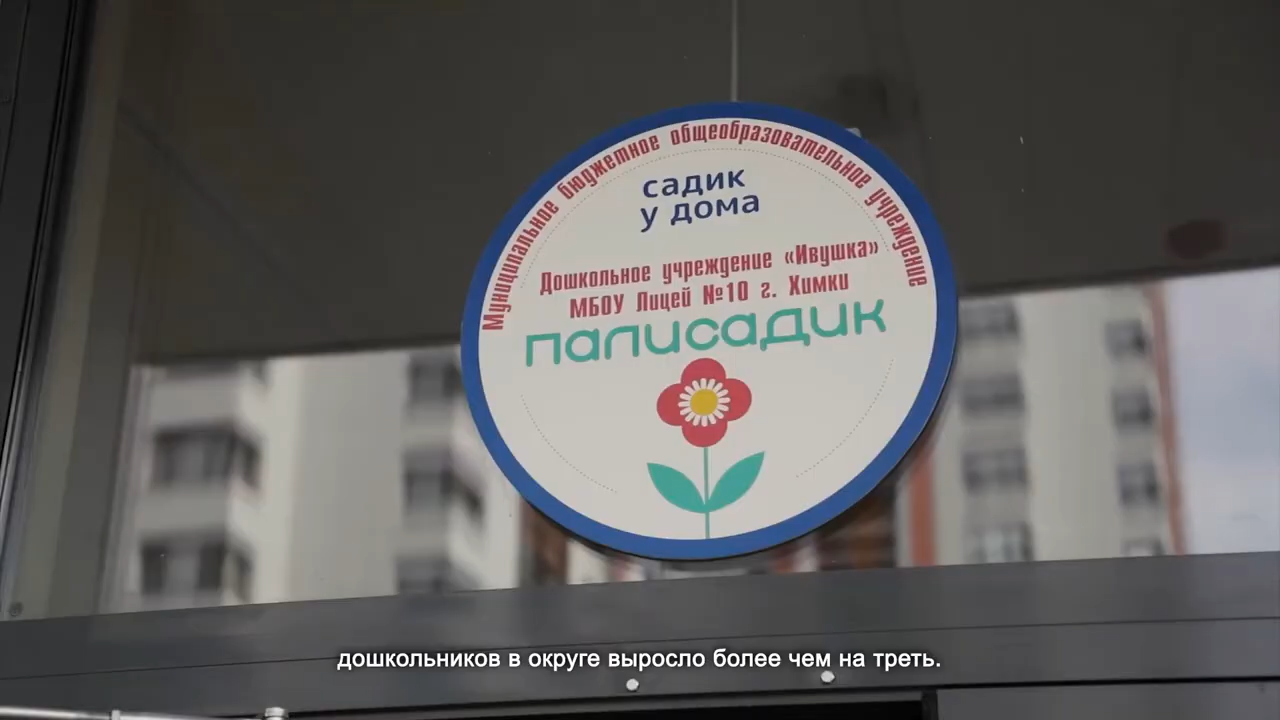 Муниципальное бюджетное общеобразовательное учреждение
садик
у дома
Дошкольное учреждение «Ивушка»
МБОУ Лицей №10 г. Химки
палисадик
дошкольников в округе выросло более чем на треть.